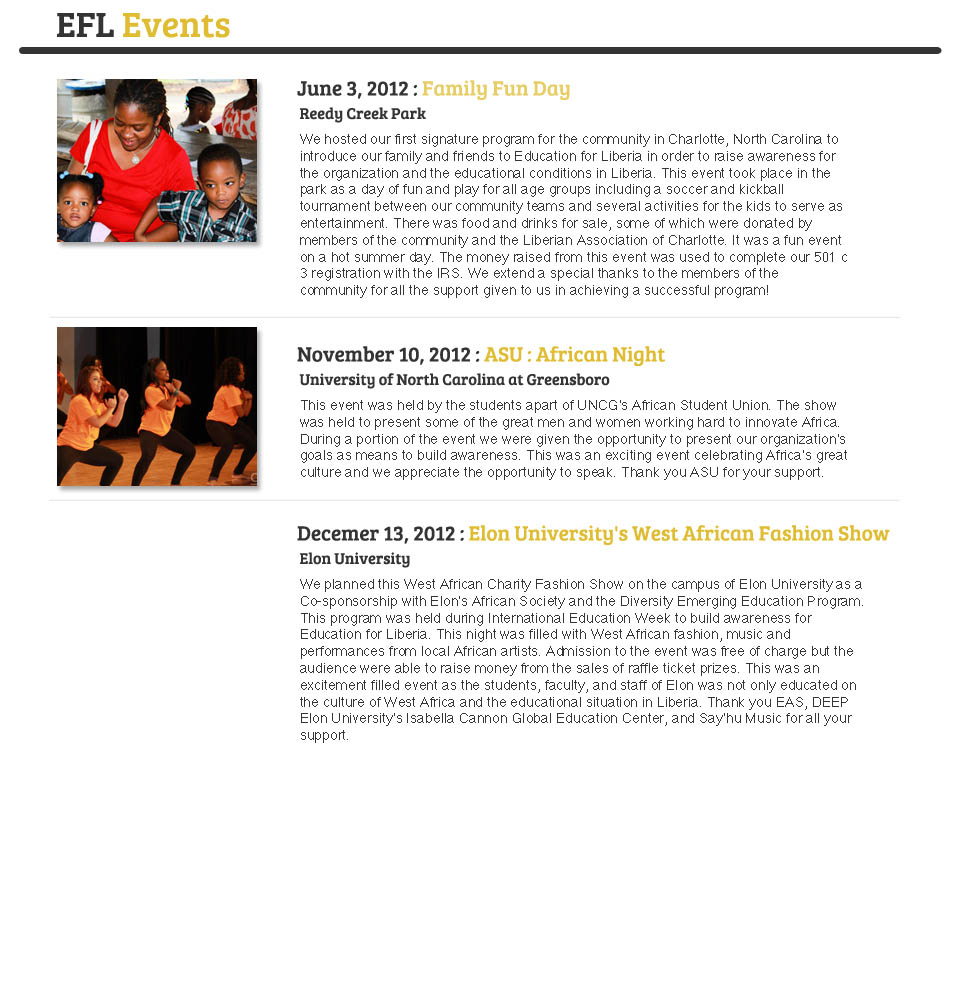 EFL Events
June 3, 2012 : Family Fun Day
Reedy Creek Park
We hosted our first signature program for the community in Charlotte, North Carolina to
introduce our family and friends to Education for Liberia in order to raise awareness for
the organization and the educational conditions in Liberia. This event took place in the
park as a day of fun and play for all age groups including a soccer and kickball
tournament between our community teams and several activities for the kids to serve as
entertainment. There was food and drinks for sale, some of which were donated by
members of the community and the Liberian Association of Charlotte. It was a fun event
on a hot summer day. The money raised from this event was used to complete our 501 c
3 registration with the IRS. We extend a special thanks to the members of the
community for all the support given to us in achieving a successful program!
November 10, 2012 : ASU : African Night
University of North Carolina at Greensboro
This event was held by the students apart of UNCG's African Student Union. The show
was held to present some of the great men and women working hard to innovate Africa.
During a portion of the event we were given the opportunity to present our organization's
goals as means to build awareness. This was an exciting event celebrating Africa's great
culture and we appreciate the opportunity to speak. Thank you ASU for your support.
Decemer 13, 2012 : Elon University's West African Fashion Show
Elon University
We planned this West African Charity Fashion Show on the campus of Elon University as a
Co-sponsorship with Elon's African Society and the Diversity Emerging Education Program.
This program was held during International Education Week to build awareness for
Education for Liberia. This night was filled with West African fashion, music and
performances from local African artists. Admission to the event was free of charge but the
audience were able to raise money from the sales of raffle ticket prizes. This was an
excitement filled event as the students, faculty, and staff of Elon was not only educated on
the culture of West Africa and the educational situation in Liberia. Thank you EAS, DEEP
Elon University's Isabella Cannon Global Education Center, and Say'hu Music for all your
support.